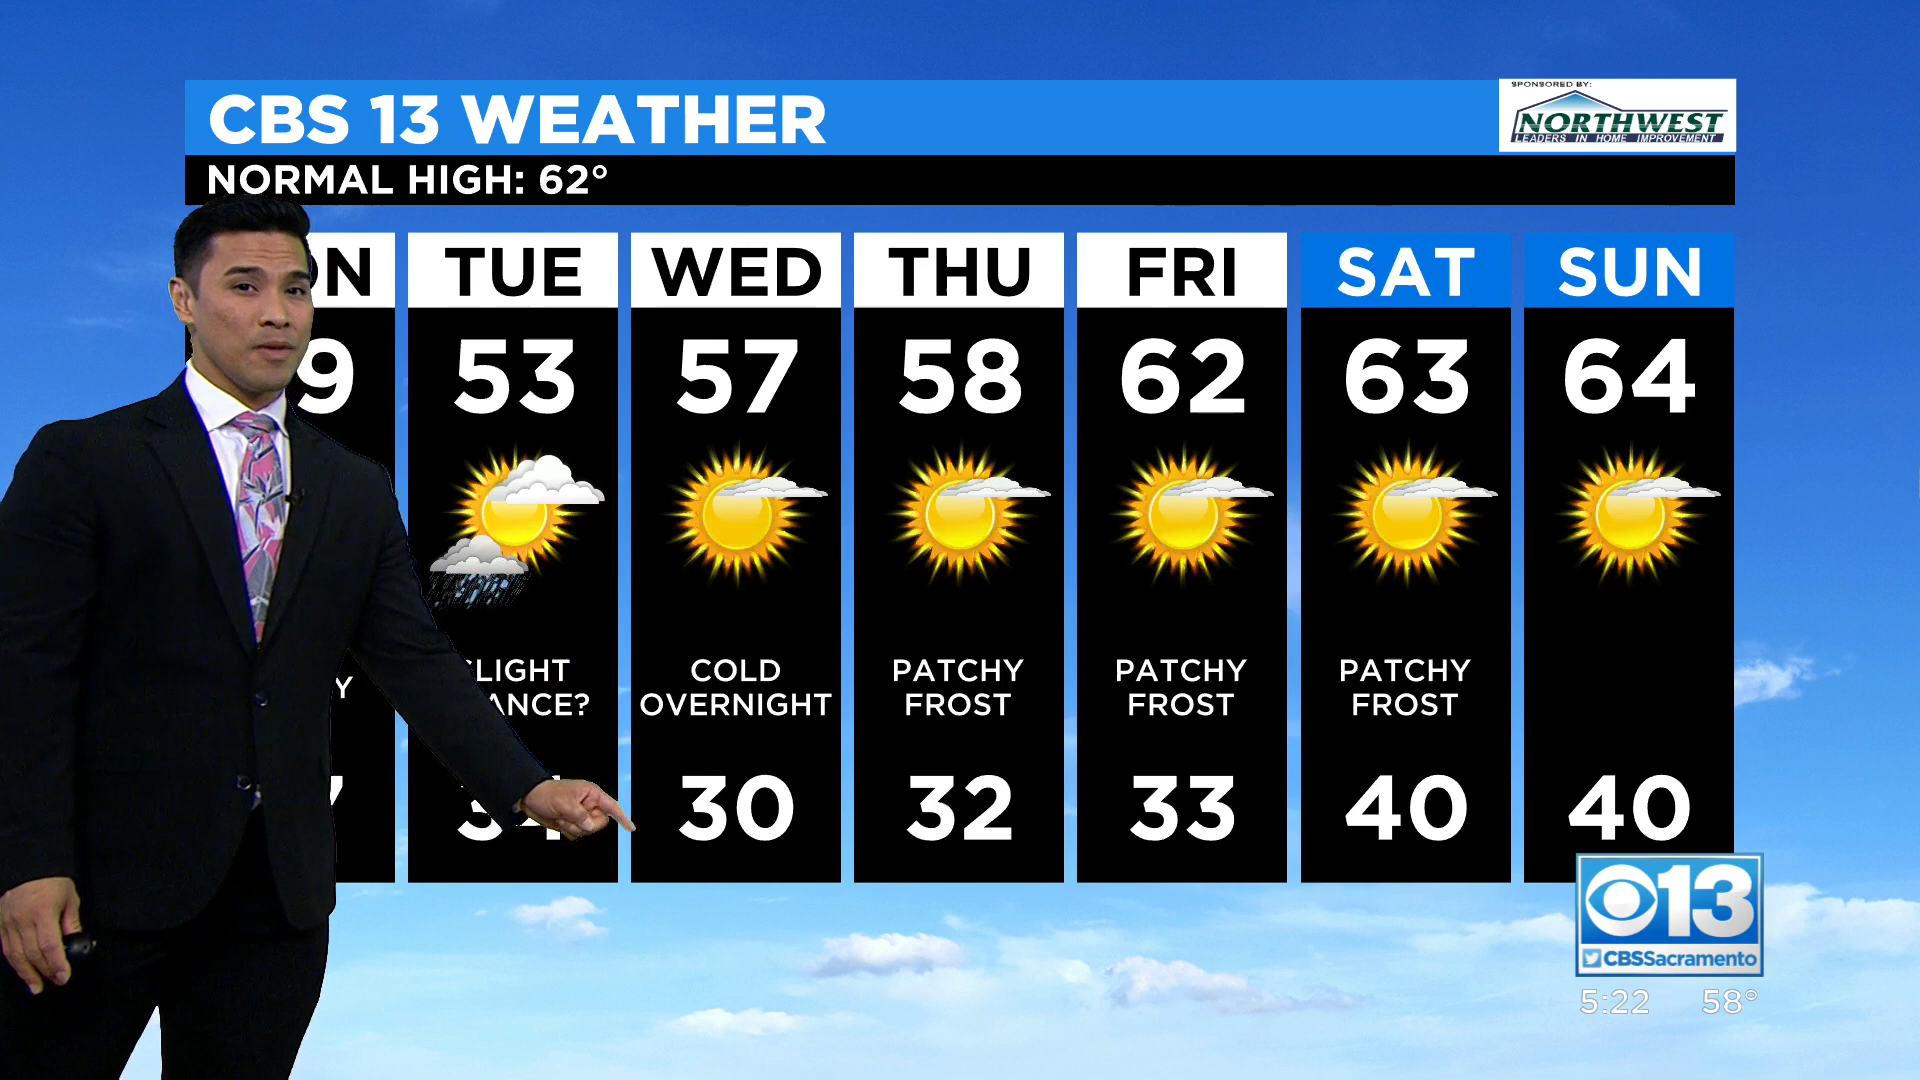 CBS 13 WEATHER
SPONSORED BY:
NORTHWEST
LEADERS IN HOME IMPROVEMENT
NORMAL HIGH: 62°
TUE WED THU FRI SAT SUN
53 57 58 62 63 64
COLD PATCHY PATCHY PATCHY
OVERNIGHT FROST FROST FROST
30 32 33 40 40
13
CBSSacramento
5:22 58°